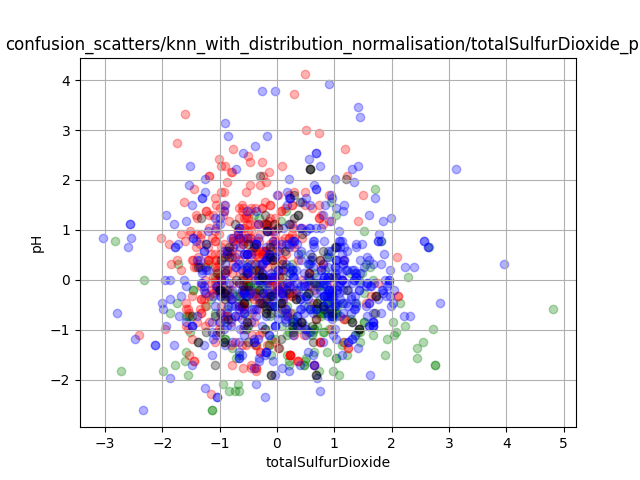 confusion_scatters/knn_with_distribution_normalisation/totalSulfurDioxide_p
4
3
2
1
0
−1
−2
pH
−3 −2 −1 0 1 2 3 4 5
totalSulfurDioxide